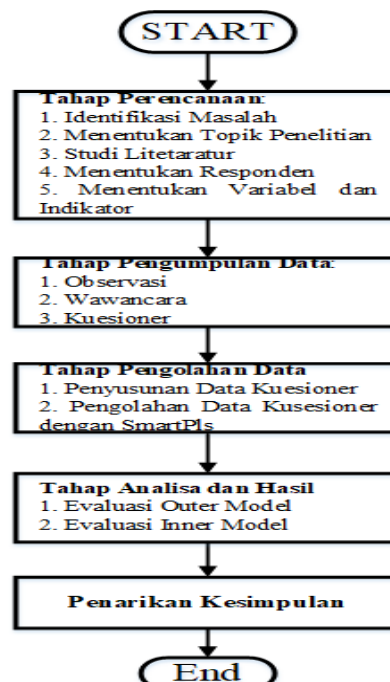 START
Tahap Perencanaan:
1. Identifikasi Masalah
2. Menentukan Topik Penelitian
3. Studi Litetaratur
4. Menentukan Responden
5. Menentukan Variabel dan
Indikator
Tahap Pengumpulan Data:
1. Observasi
2. Wawancara
3. Kuesioner
Tahap Pengolahan Data
1. Penyusunan Data Kuesioner
2. Pengolahan Data Kusesioner
dengan SmartPls
Tahap Analisa dan Hasil
1. Evaluasi Outer Model
2. Evaluasi Inner Model
Penarikan Kesimpulan
End